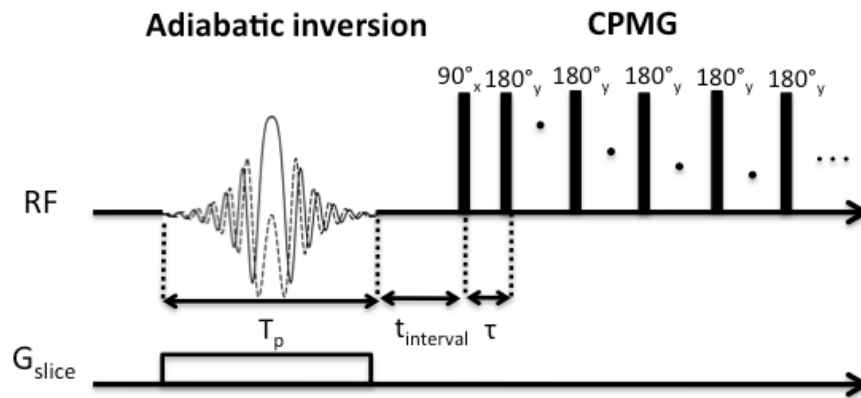 Adiabatic inversion CPMG
90°x 180°y 180°y 180°y 180°y 180°y
RF
...
Tp tinterval τ
Gslice